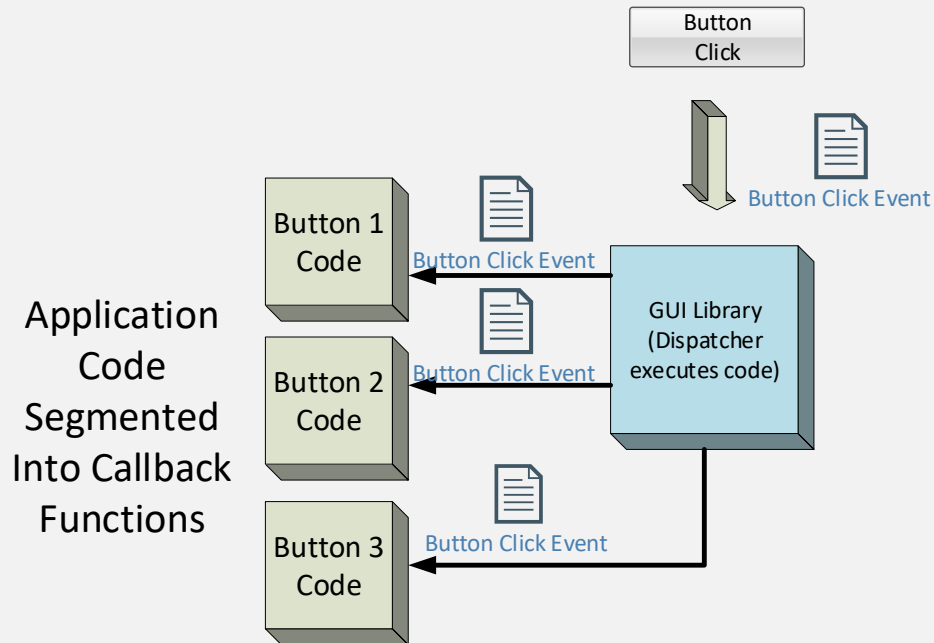 Button
Click
Button Click Event
Button 1
Code
Button Click Event
GUI Library
(Dispatcher
executes code)
Application
Code
Segmented
Into Callback
Functions
Button 2
Code
Button Click Event
Button 3
Code
Button Click Event